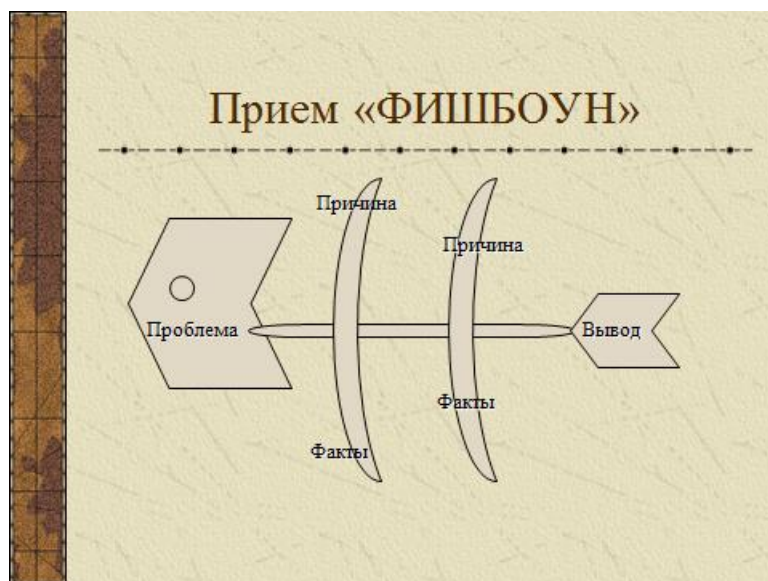 Прием «ФИШБОУН»
Причина
Причина
Проблема
Вывод
Факты
Факты